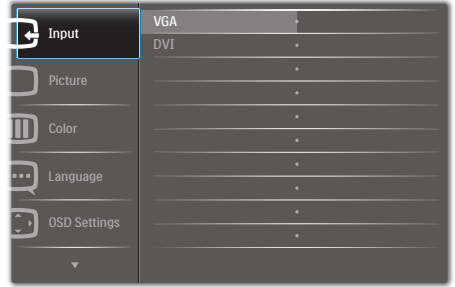 Input
Picture
Color
Language
OSD Settings
VGA
DVI